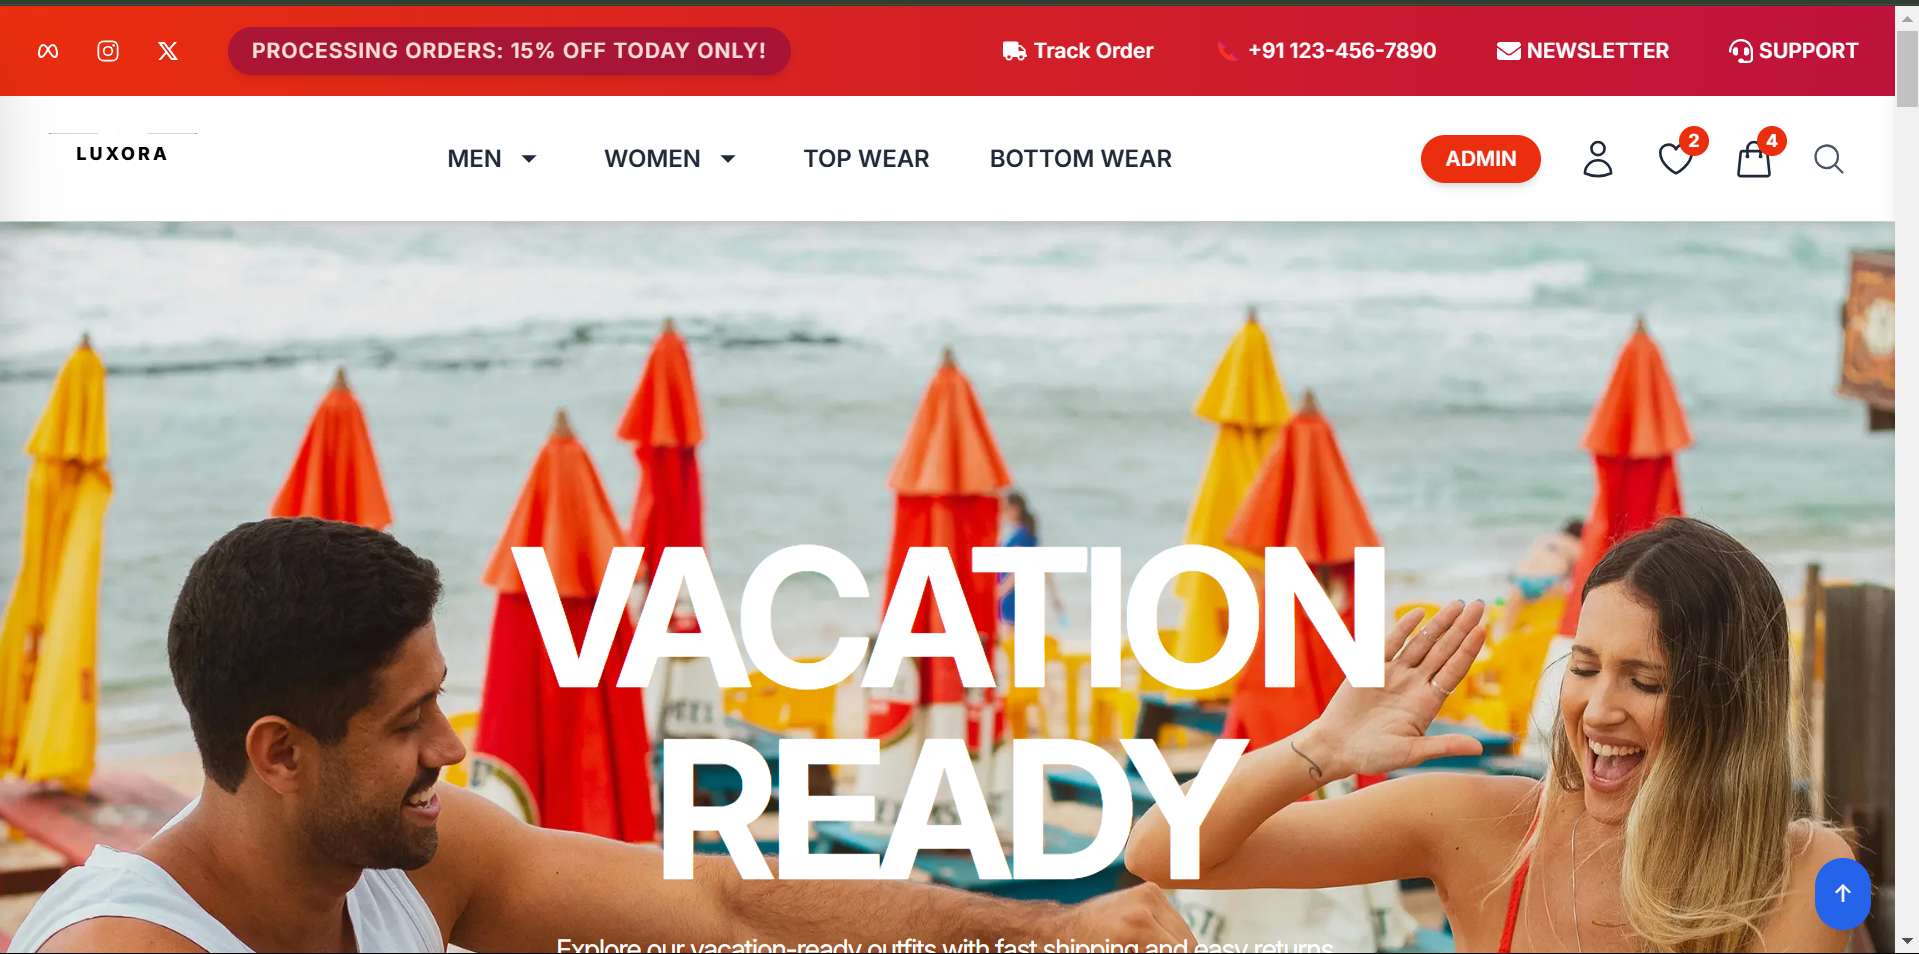 PROCESSING ORDERS: 15% OFF TODAY ONLY!
Track Order
+91 123-456-7890
NEWSLETTER
SUPPORT
LUXORA
MEN
WOMEN
TOP WEAR
BOTTOM WEAR
ADMIN
2
4
VACATION
READY
Explore our vacation-ready outfits with fast shipping and easy returns.